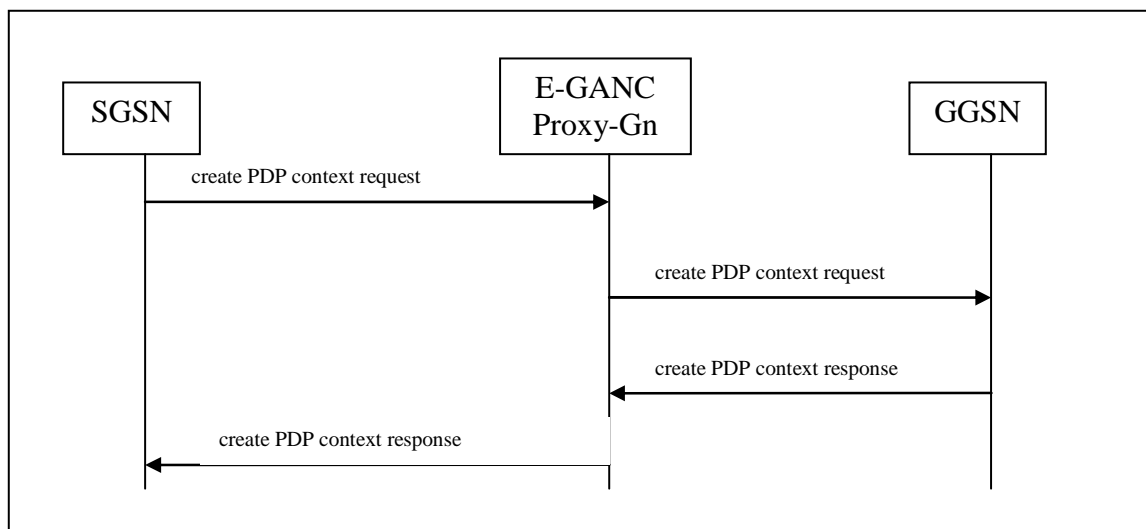 SGSN
E-GANC
Proxy-Gn
GGSN
create PDP context request
create PDP context request
create PDP context response
create PDP context response